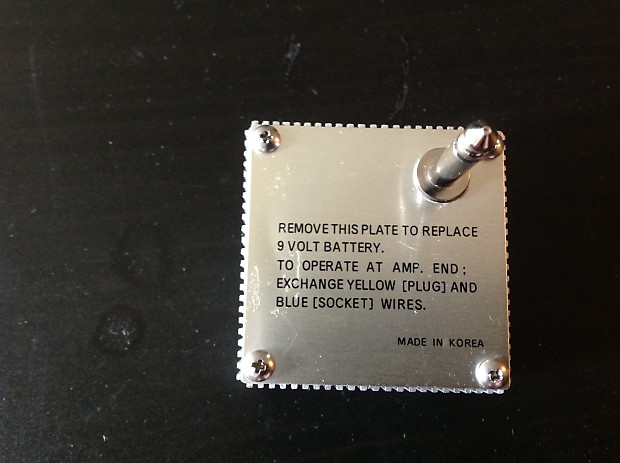 REMOVE THIS PLATE TO REPLACE
9 VOLT BATTERY.
TO OPERATE AT AMP. END;
EXCHANGE YELLOW [PLUG] AND
BLUE [SOCKET] WIRES.
MADE IN KOREA